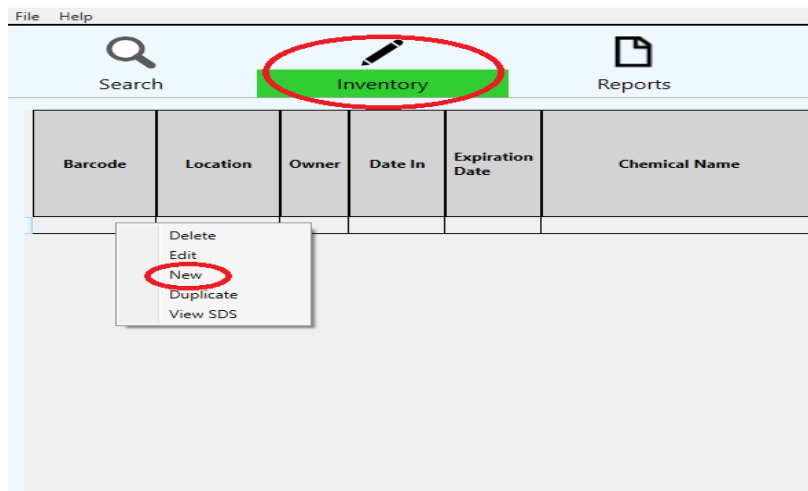 File Help
Search Inventory Reports
Barcode Location Owner Date In Expiration Date Chemical Name
Delete
Edit
New
Duplicate
View SDS